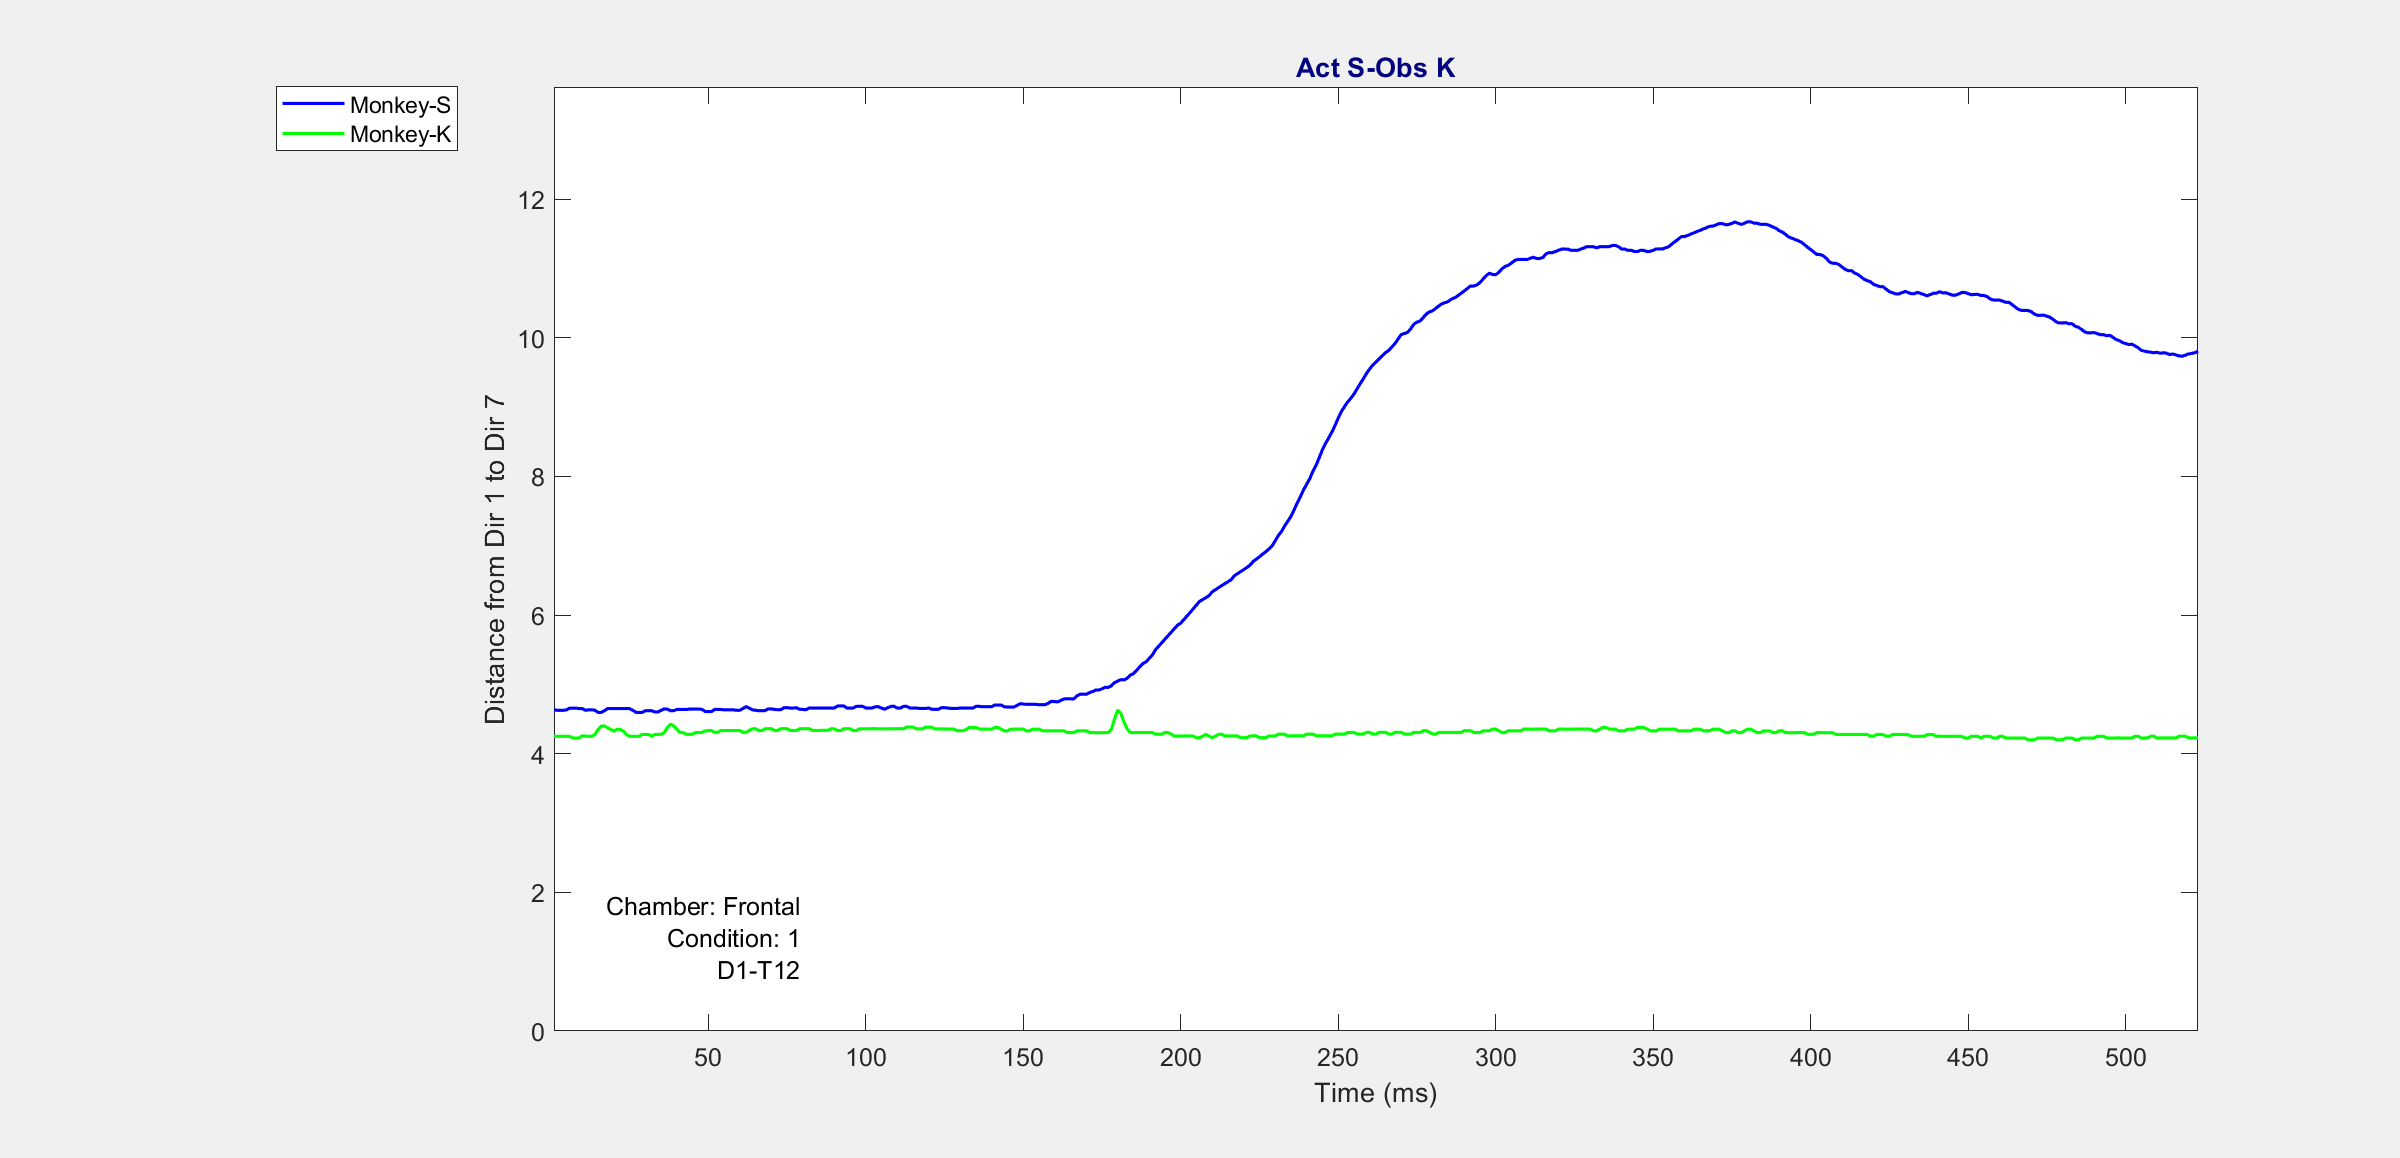 Act S-Obs K
Monkey-S
Monkey-K
Distance from Dir 1 to Dir 7
12
10
8
6
4
2
0
Chamber: Frontal
Condition: 1
D1-T12
50 100 150 200 250 300 350 400 450 500
Time (ms)